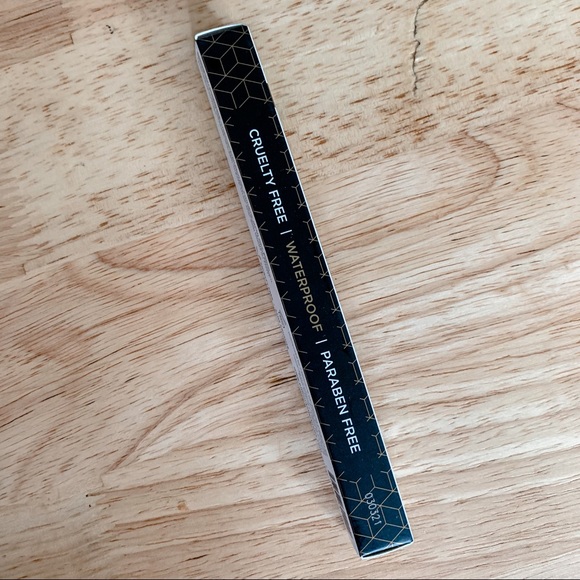 CRUELTY FREE | WATERPROOF | PARABEN FREE
030321